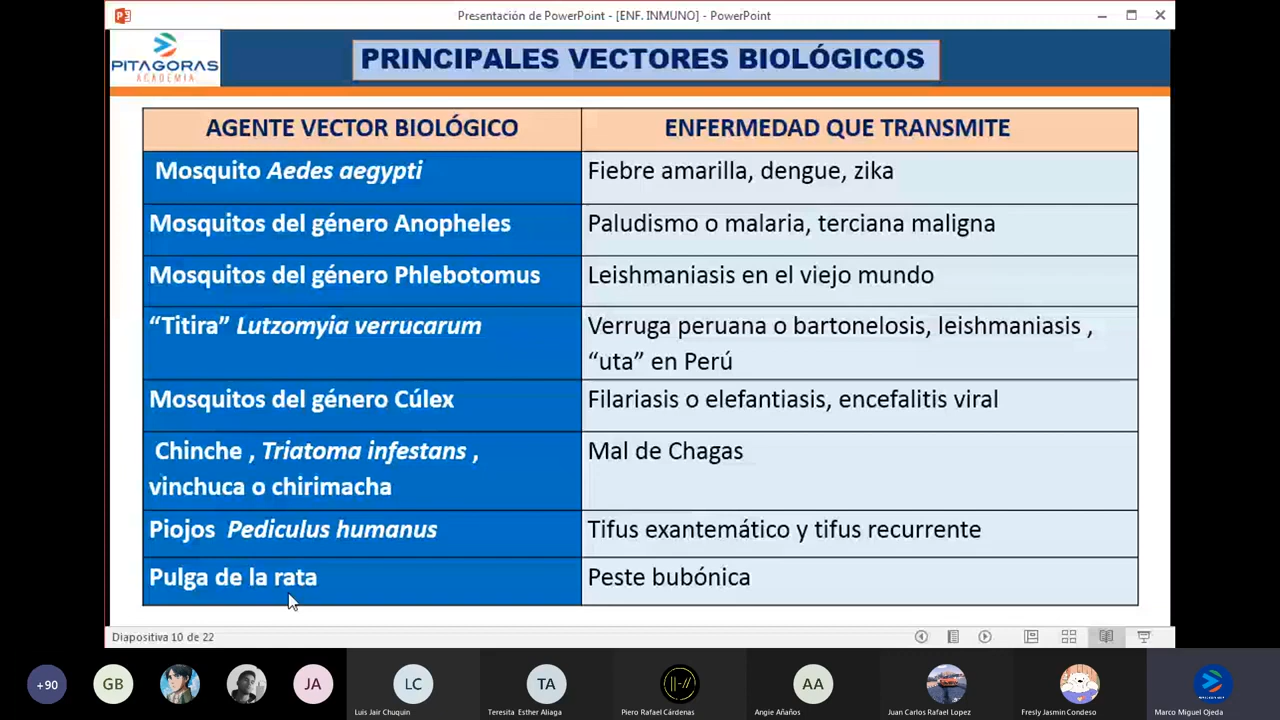 Presentación de PowerPoint - [ENF. INMUNO] - PowerPoint
PITAGORAS
ACADEMIA
PRINCIPALES VECTORES BIOLÓGICOS
AGENTE VECTOR BIOLÓGICO
ENFERMEDAD QUE TRANSMITE
Mosquito Aedes aegypti
Fiebre amarilla, dengue, zika
Mosquitos del género Anopheles
Paludismo o malaria, terciana maligna
Mosquitos del género Phlebotomus
Leishmaniasis en el viejo mundo
“Titira” Lutzomyia verrucarum
Verruga peruana o bartonelosis, leishmaniasis ,
“uta” en Perú
Mosquitos del género Cúlex
Filariasis o elefantiasis, encefalitis viral
Chinche , Triatoma infestans ,
vinchuca o chirimacha
Mal de Chagas
Piojos Pediculus humanus
Tifus exantemático y tifus recurrente
Pulga de la rata
Peste bubónica
Diapositiva 10 de 22
+90
GB
JA
LC
TA
AA
Luis Jair Chuquin
Teresita Esther Aliaga
Piero Rafael Cárdenas
Angie Añaños
Juan Carlos Rafael Lopez
Fresly Jasmin Condeso
Marco Miguel Ojeda